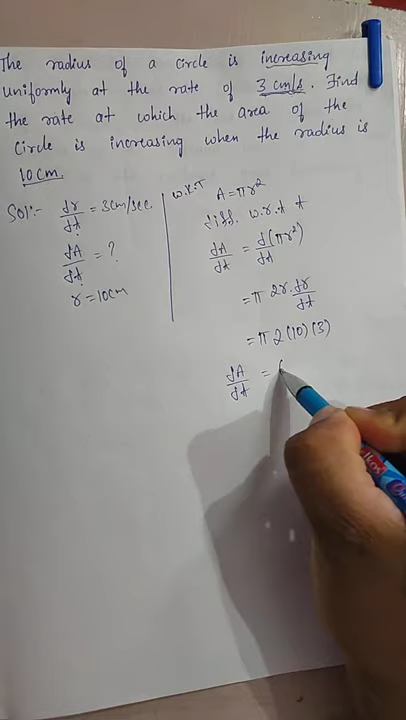 The radius of a circle is increasing
uniformly at the rate of 3 cm/s. Find
the rate at which the area of the
circle is increasing when the radius is
10cm.
Sol:- dr/dt = 3cm/sec
dA/dt = ?
r = 10cm
W.K.T A = πr²
diff. w.r.t t
dA/dt = d(πr²)/dt
= π 2r. dr/dt
= π 2 (10) (3)
dA/dt = (